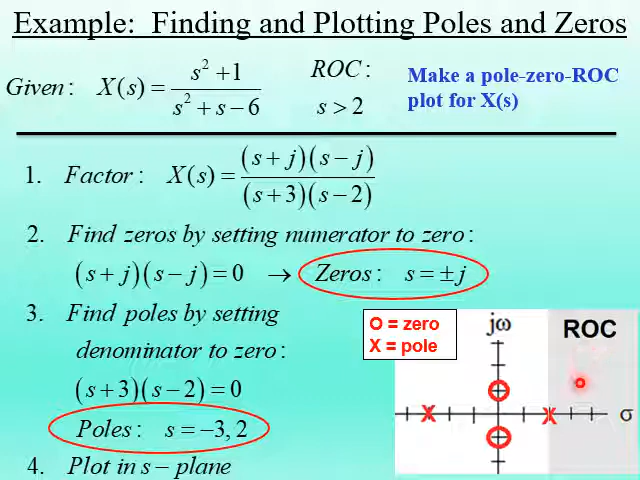 Example:  Finding and Plotting Poles and Zeros
Given: X(s) = (s² + 1) / (s² + s − 6)
ROC:
s > 2
Make a pole-zero-ROC
plot for X(s)
1. Factor: X(s) = (s + j)(s − j) / (s + 3)(s − 2)
2. Find zeros by setting numerator to zero:
(s + j)(s − j) = 0 → Zeros: s = ±j
3. Find poles by setting
denominator to zero:
(s + 3)(s − 2) = 0
Poles: s = −3, 2
4. Plot in s − plane
O = zero
X = pole
jω
ROC
σ